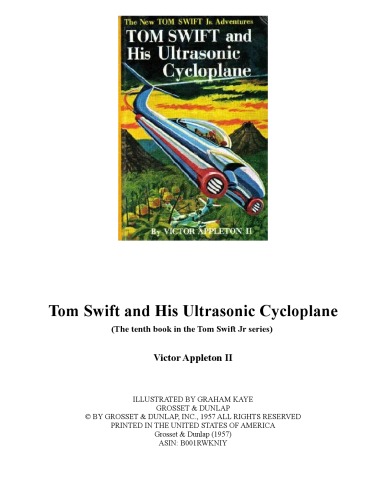 The New TOM SWIFT Jr. Adventures
TOM SWIFT and
His Ultrasonic
Cycloplane
By VICTOR APPLETON II
Tom Swift and His Ultrasonic Cycloplane
(The tenth book in the Tom Swift Jr series)
Victor Appleton II
ILLUSTRATED BY GRAHAM KAYE
GROSSET & DUNLAP
© BY GROSSET & DUNLAP, INC., 1957 ALL RIGHTS RESERVED
PRINTED IN THE UNITED STATES OF AMERICA
Grosset & Dunlap (1957)
ASIN: B001RWKNIY